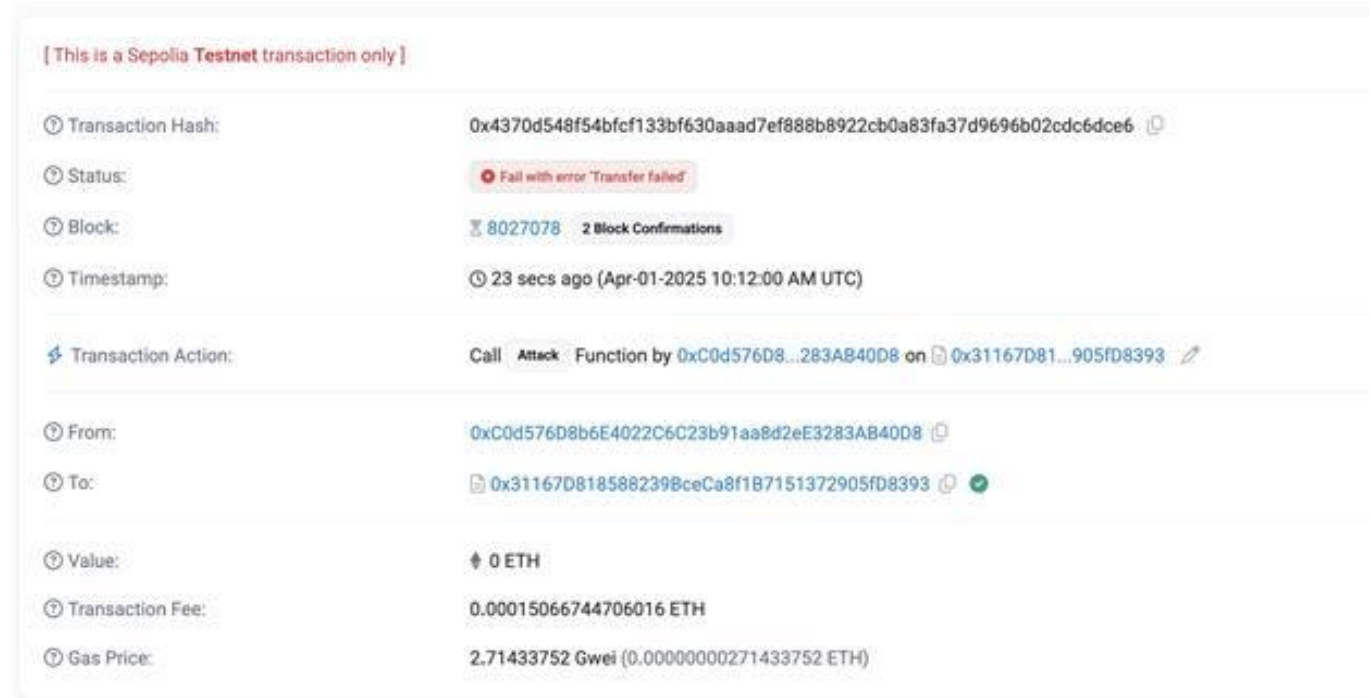 [ This is a Sepolia Testnet transaction only ]
Transaction Hash: 0x4370d548f54bfcf133bf630aaad7ef888b8922cb0a83fa37d9696b02cdc6dce6
Status: Fail with error 'Transfer failed'
Block: 8027078 2 Block Confirmations
Timestamp: 23 secs ago (Apr-01-2025 10:12:00 AM UTC)
Transaction Action: Call Attack Function by 0xC0d576D8...283AB40D8 on 0x31167D81...905fD8393
From: 0xC0d576D8b6E4022C6C23b91aa8d2eE3283AB40D8
To: 0x31167D818588239BceCa8f1B7151372905fD8393
Value: 0 ETH
Transaction Fee: 0.00015066744706016 ETH
Gas Price: 2.71433752 Gwei (0.00000000271433752 ETH)